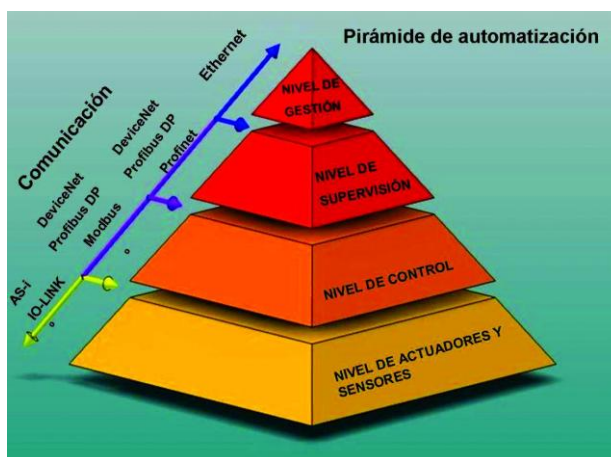 Pirámide de automatización
Comunicación
Ethernet
DeviceNet
Profibus DP
Profinet
DeviceNet
Profibus DP
Modbus
AS-i
IO-LINK
NIVEL DE
GESTIÓN
NIVEL DE
SUPERVISIÓN
NIVEL DE CONTROL
NIVEL DE ACTUADORES Y
SENSORES